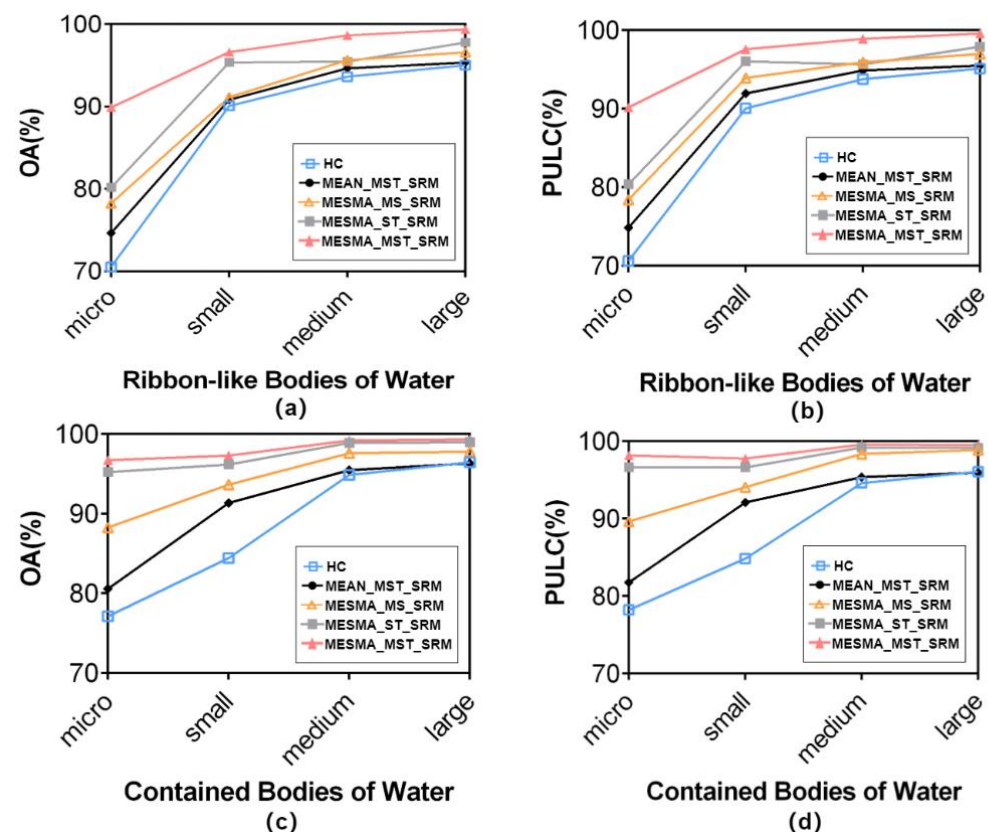 100
90
80
70
OA(%)
HC
MEAN_MST_SRM
MESMA_MS_SRM
MESMA_ST_SRM
MESMA_MST_SRM
micro
small
medium
large
Ribbon-like Bodies of Water
(a)
100
90
80
70
PULC(%)
HC
MEAN_MST_SRM
MESMA_MS_SRM
MESMA_ST_SRM
MESMA_MST_SRM
micro
small
medium
large
Ribbon-like Bodies of Water
(b)
100
90
80
70
OA(%)
HC
MEAN_MST_SRM
MESMA_MS_SRM
MESMA_ST_SRM
MESMA_MST_SRM
micro
small
medium
large
Contained Bodies of Water
(c)
100
90
80
70
PULC(%)
HC
MEAN_MST_SRM
MESMA_MS_SRM
MESMA_ST_SRM
MESMA_MST_SRM
micro
small
medium
large
Contained Bodies of Water
(d)